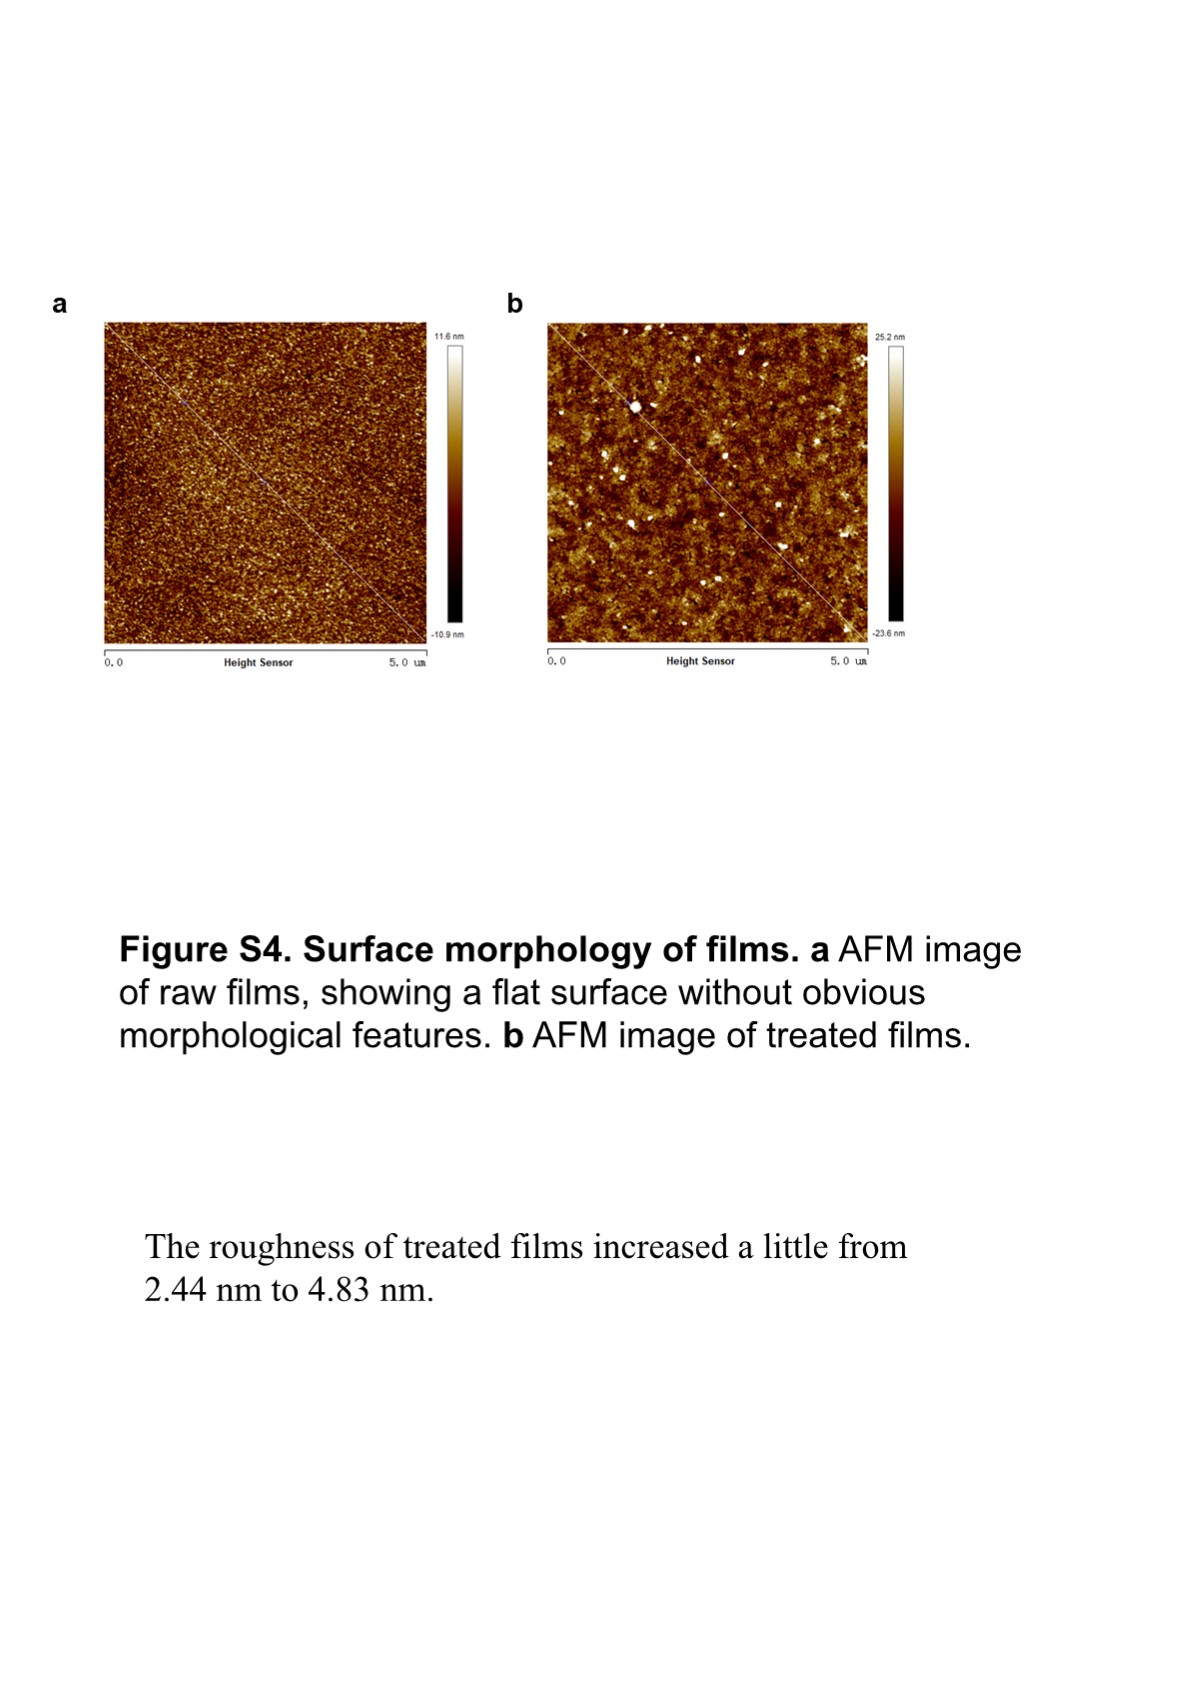 a
b
11.6 nm
25.2 nm
-10.9 nm
-23.6 nm
0.0 Height Sensor 5.0 um
0.0 Height Sensor 5.0 um
Figure S4. Surface morphology of films. a AFM image
of raw films, showing a flat surface without obvious
morphological features. b AFM image of treated films.
The roughness of treated films increased a little from
2.44 nm to 4.83 nm.